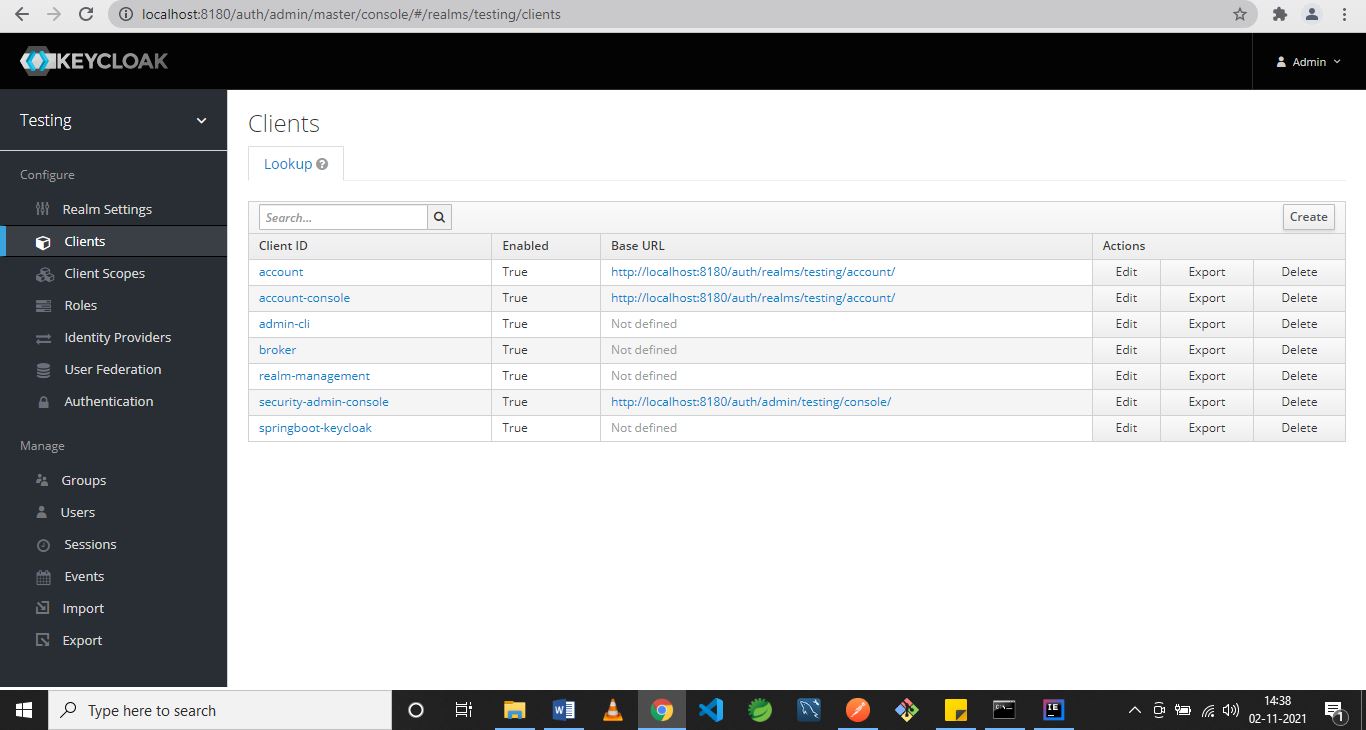 localhost:8180/auth/admin/master/console/#/realms/testing/clients
KEYCLOAK
Admin
Testing
Configure
Realm Settings
Clients
Client Scopes
Roles
Identity Providers
User Federation
Authentication
Manage
Groups
Users
Sessions
Events
Import
Export
Clients
Lookup
Search...
Create
Client ID Enabled Base URL Actions
account True http://localhost:8180/auth/realms/testing/account/ Edit Export Delete
account-console True http://localhost:8180/auth/realms/testing/account/ Edit Export Delete
admin-cli True Not defined Edit Export Delete
broker True Not defined Edit Export Delete
realm-management True Not defined Edit Export Delete
security-admin-console True http://localhost:8180/auth/admin/testing/console/ Edit Export Delete
springboot-keycloak True Not defined Edit Export Delete
Type here to search
14:38
02-11-2021
1